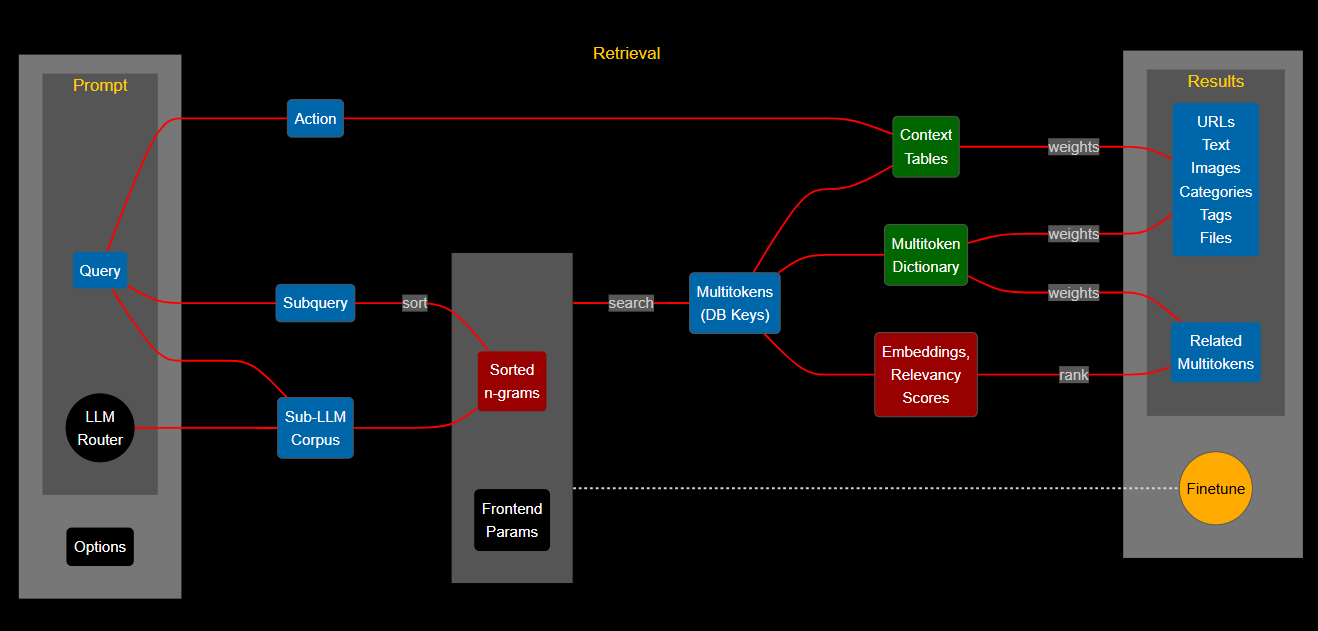 Retrieval
Prompt
Query
LLM
Router
Options
Action
Subquery
Sub-LLM
Corpus
sort
Sorted
n-grams
Frontend
Params
search
Multitokens
(DB Keys)
Context
Tables
Multitoken
Dictionary
Embeddings,
Relevancy
Scores
weights
weights
weights
rank
Results
URLs
Text
Images
Categories
Tags
Files
Related
Multitokens
Finetune